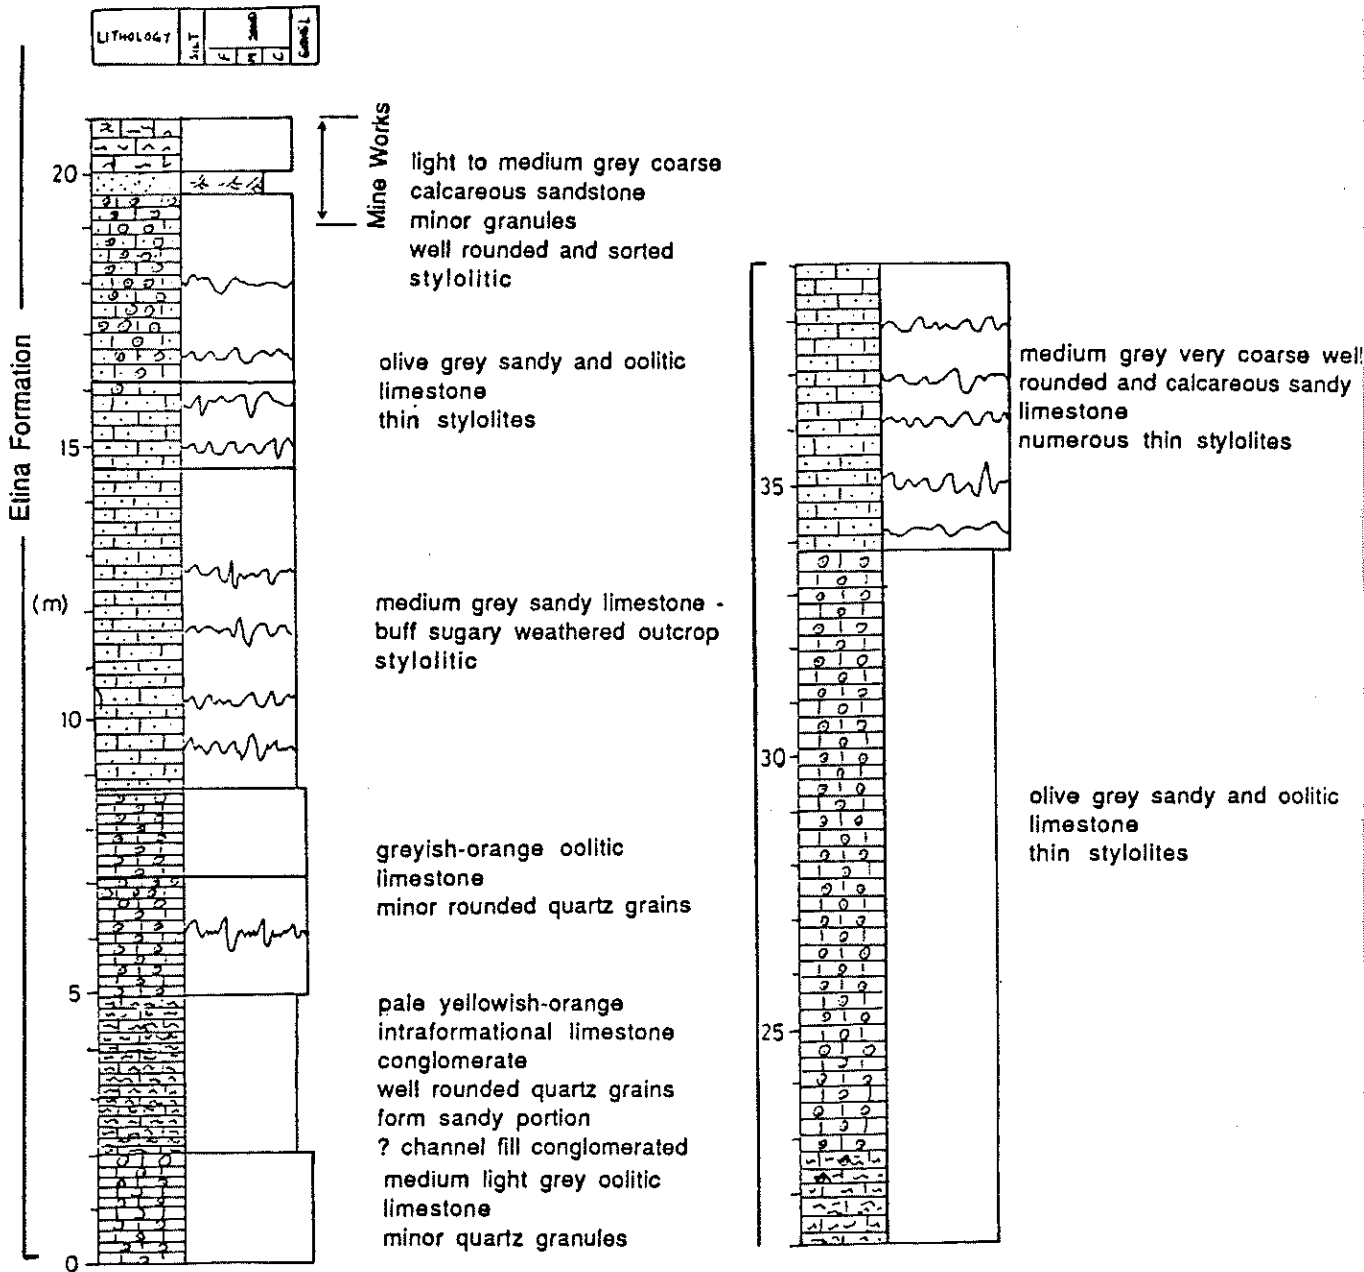 LITHOLOGY
SILT
SAND
F
M
C
GRAVEL
Etina Formation
(m)
20
15
10
5
0
Mine Works
light to medium grey coarse
calcareous sandstone
minor granules
well rounded and sorted
stylolitic
olive grey sandy and oolitic
limestone
thin stylolites
medium grey sandy limestone -
buff sugary weathered outcrop
stylolitic
greyish-orange oolitic
limestone
minor rounded quartz grains
pale yellowish-orange
intraformational limestone
conglomerate
well rounded quartz grains
form sandy portion
? channel fill conglomerated
medium light grey oolitic
limestone
minor quartz granules
35
30
25
medium grey very coarse well
rounded and calcareous sandy
limestone
numerous thin stylolites
olive grey sandy and oolitic
limestone
thin stylolites